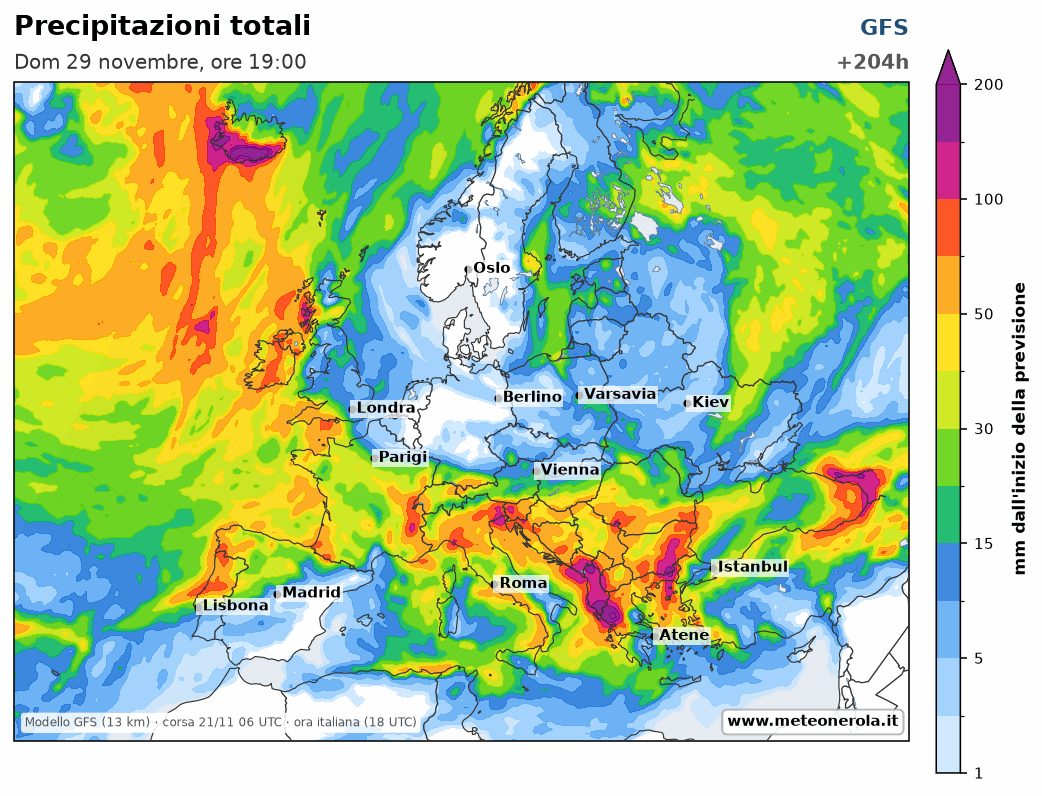 Precipitazioni totali
GFS
Dom 29 novembre, ore 19:00
+204h
200
100
50
30
15
5
1
mm dall'inizio della previsione
Oslo
Berlino
Varsavia
Kiev
Londra
Parigi
Vienna
Istanbul
Roma
Madrid
Lisbona
Atene
Modello GFS (13 km) · corsa 21/11 06 UTC · ora italiana (18 UTC)
www.meteonerola.it